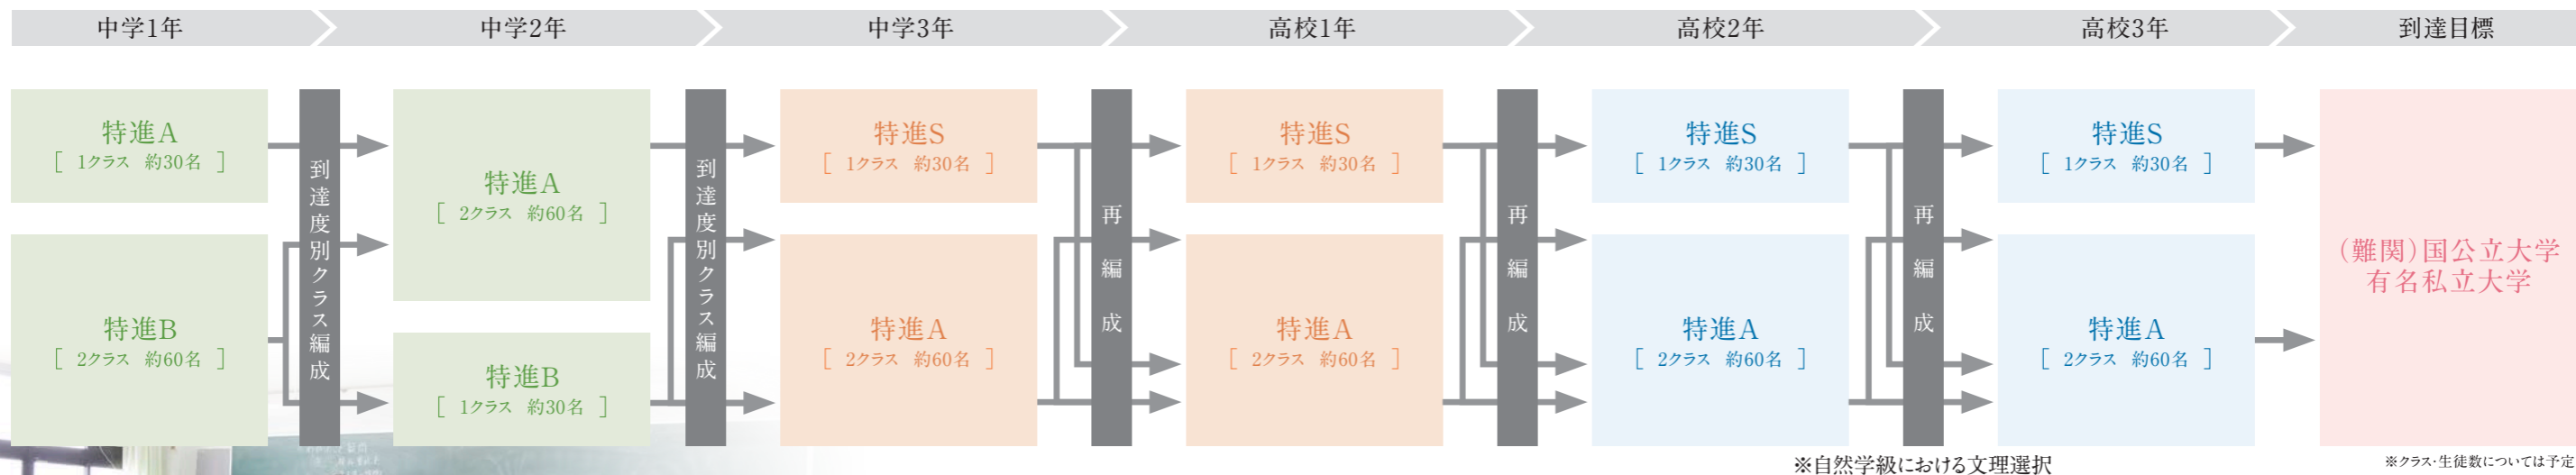 中学1年
中学2年
中学3年
高校1年
高校2年
高校3年
到達目標
特進A
［ 1クラス 約30名 ］
特進B
［ 2クラス 約60名 ］
到達度別クラス編成
特進A
［ 2クラス 約60名 ］
特進B
［ 1クラス 約30名 ］
到達度別クラス編成
特進S
［ 1クラス 約30名 ］
特進A
［ 2クラス 約60名 ］
再編成
特進S
［ 1クラス 約30名 ］
特進A
［ 2クラス 約60名 ］
再編成
特進S
［ 1クラス 約30名 ］
特進A
［ 2クラス 約60名 ］
再編成
特進S
［ 1クラス 約30名 ］
特進A
［ 2クラス 約60名 ］
（難関）国公立大学
有名私立大学
※自然学級における文理選択
※クラス・生徒数については予定